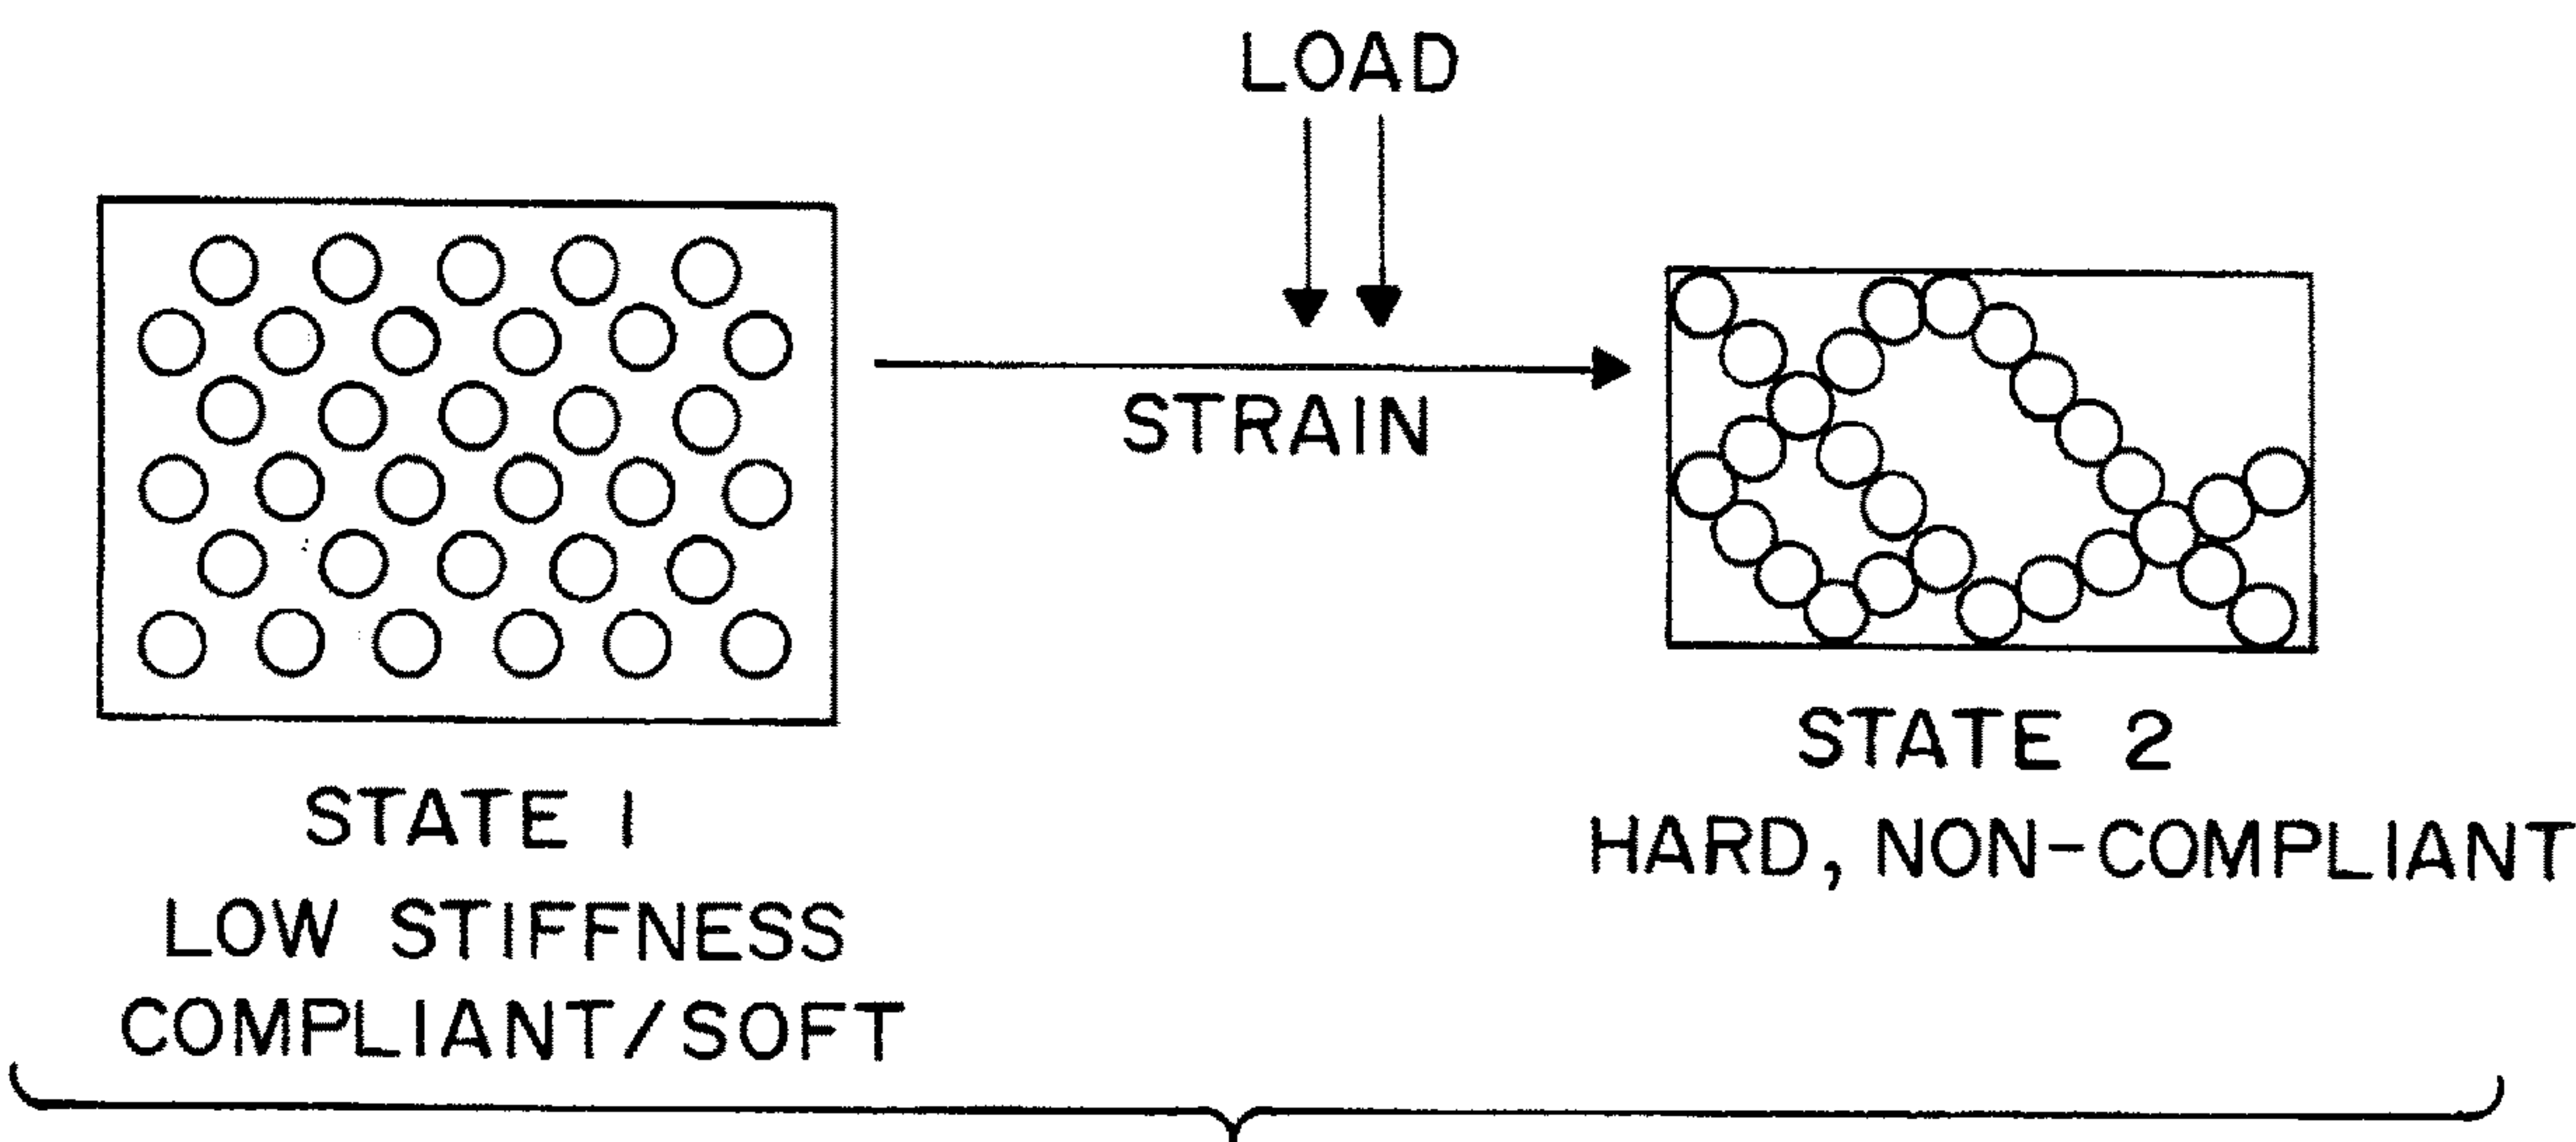 LOAD
STRAIN
STATE 1
LOW STIFFNESS
COMPLIANT/SOFT
STATE 2
HARD, NON-COMPLIANT